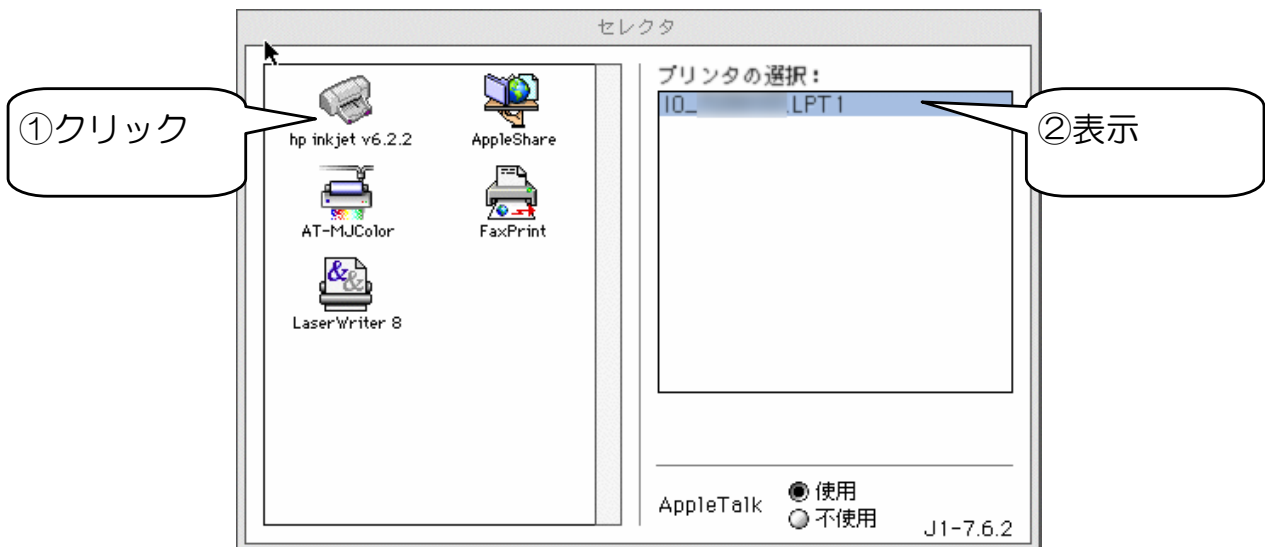 セレクタ
①クリック
hp inkjet v6.2.2
AppleShare
AT-MJColor
FaxPrint
LaserWriter 8
プリンタの選択：
IO_ .LPT1
②表示
AppleTalk
使用
不使用
J1-7.6.2